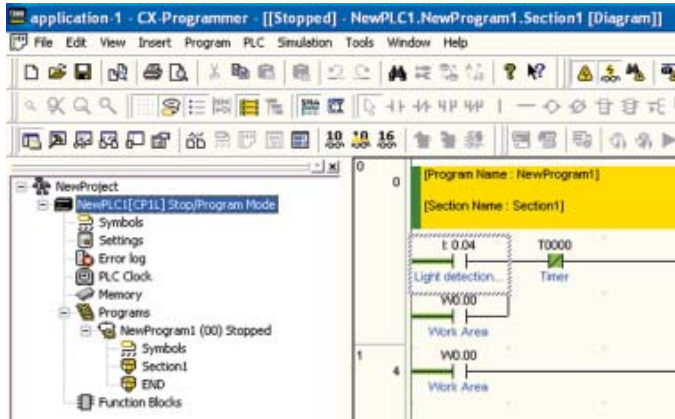 application-1 - CX-Programmer - [[Stopped] - NewPLC1.NewProgram1.Section1 [Diagram]]
File Edit View Insert Program PLC Simulation Tools Window Help
10 10 16
NewProject
NewPLC1[CP1L] Stop/Program Mode
Symbols
Settings
Error log
PLC Clock
Memory
Programs
NewProgram1 (00) Stopped
Symbols
Section1
END
Function Blocks
0
0
[Program Name : NewProgram1]
[Section Name : Section1]
I: 0.04 T0000
Light detection... Timer
W0.00
Work Area
1
4
W0.00
Work Area